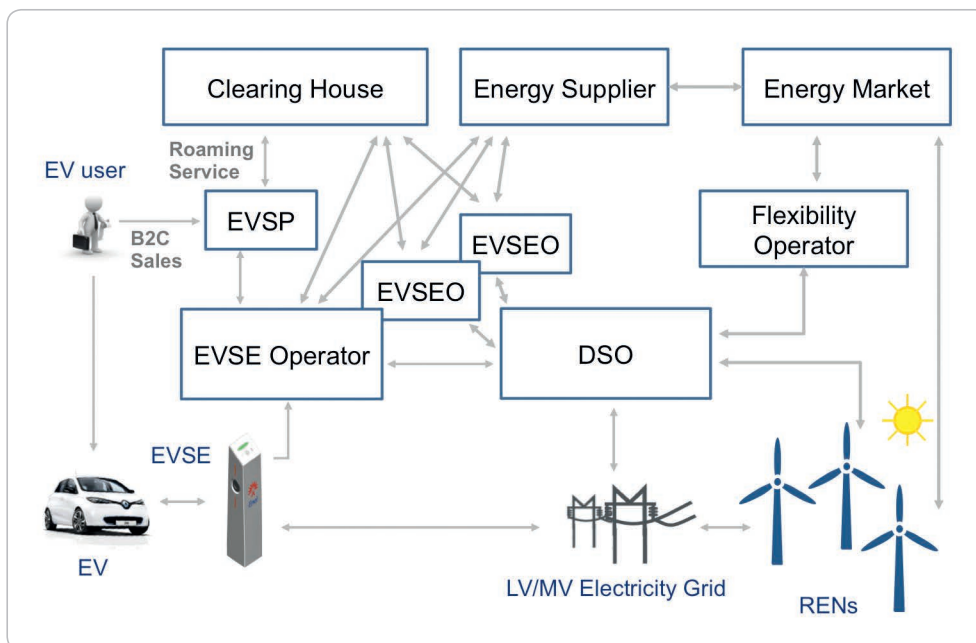 Clearing House
Energy Supplier
Energy Market
Roaming
Service
EV user
EVSP
B2C
Sales
EVSEO
Flexibility
Operator
EVSEO
EVSE Operator
DSO
EVSE
EV
LV/MV Electricity Grid
RENs